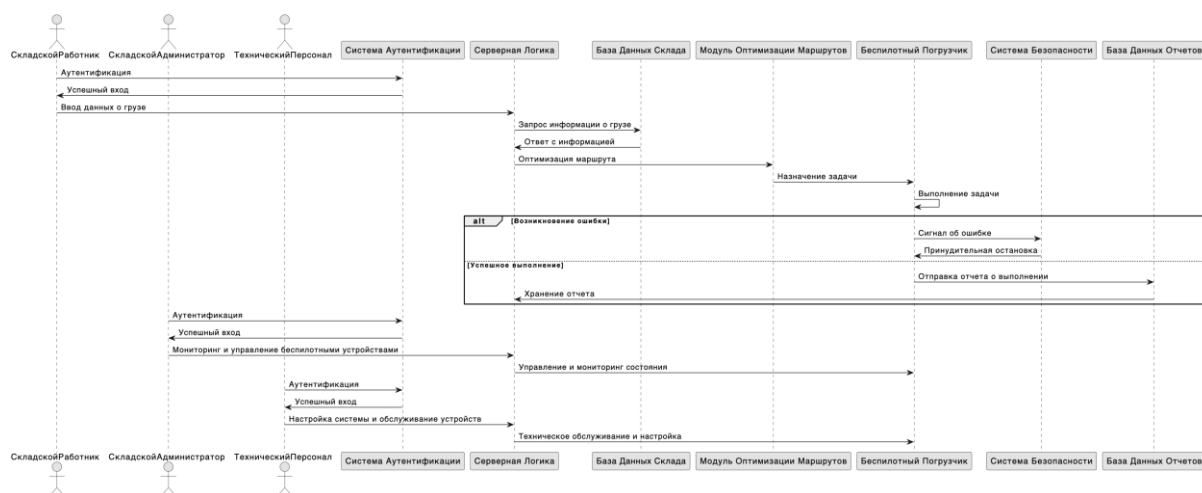 СкладскойРаботник СкладскойАдминистратор ТехническийПерсонал Система Аутентификации Серверная Логика База Данных Склада Модуль Оптимизации Маршрутов Беспилотный Погрузчик Система Безопасности База Данных Отчетов
Аутентификация
Успешный вход
Ввод данных о грузе
Запрос информации о грузе
Ответ с информацией
Оптимизация маршрута
Назначение задачи
Выполнение задачи
alt [Возникновение ошибки]
Сигнал об ошибке
Принудительная остановка
[Успешное выполнение]
Отправка отчета о выполнении
Хранение отчета
Аутентификация
Успешный вход
Мониторинг и управление беспилотными устройствами
Управление и мониторинг состояния
Аутентификация
Успешный вход
Настройка системы и обслуживание устройств
Техническое обслуживание и настройка
СкладскойРаботник СкладскойАдминистратор ТехническийПерсонал Система Аутентификации Серверная Логика База Данных Склада Модуль Оптимизации Маршрутов Беспилотный Погрузчик Система Безопасности База Данных Отчетов